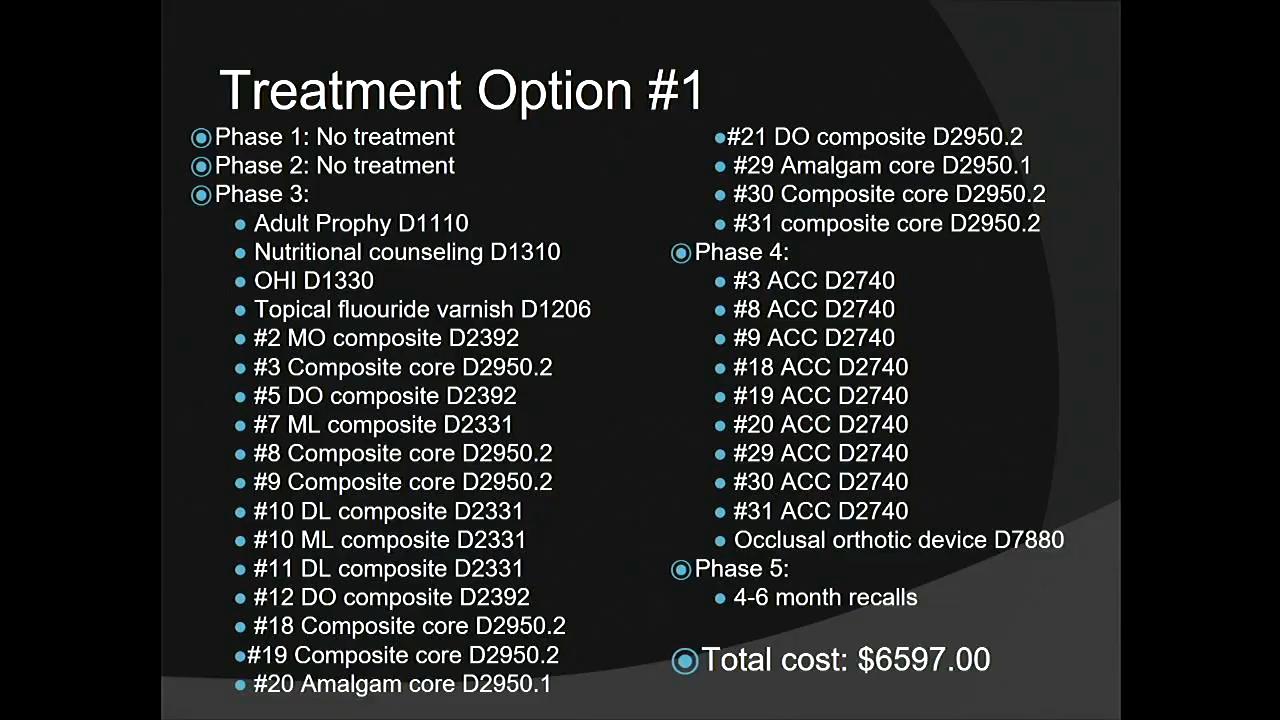 Treatment Option #1
Phase 1: No treatment
Phase 2: No treatment
Phase 3:
Adult Prophy D1110
Nutritional counseling D1310
OHI D1330
Topical fluouride varnish D1206
#2 MO composite D2392
#3 Composite core D2950.2
#5 DO composite D2392
#7 ML composite D2331
#8 Composite core D2950.2
#9 Composite core D2950.2
#10 DL composite D2331
#10 ML composite D2331
#11 DL composite D2331
#12 DO composite D2392
#18 Composite core D2950.2
#19 Composite core D2950.2
#20 Amalgam core D2950.1
#21 DO composite D2950.2
#29 Amalgam core D2950.1
#30 Composite core D2950.2
#31 composite core D2950.2
Phase 4:
#3 ACC D2740
#8 ACC D2740
#9 ACC D2740
#18 ACC D2740
#19 ACC D2740
#20 ACC D2740
#29 ACC D2740
#30 ACC D2740
#31 ACC D2740
Occlusal orthotic device D7880
Phase 5:
4-6 month recalls
Total cost: $6597.00